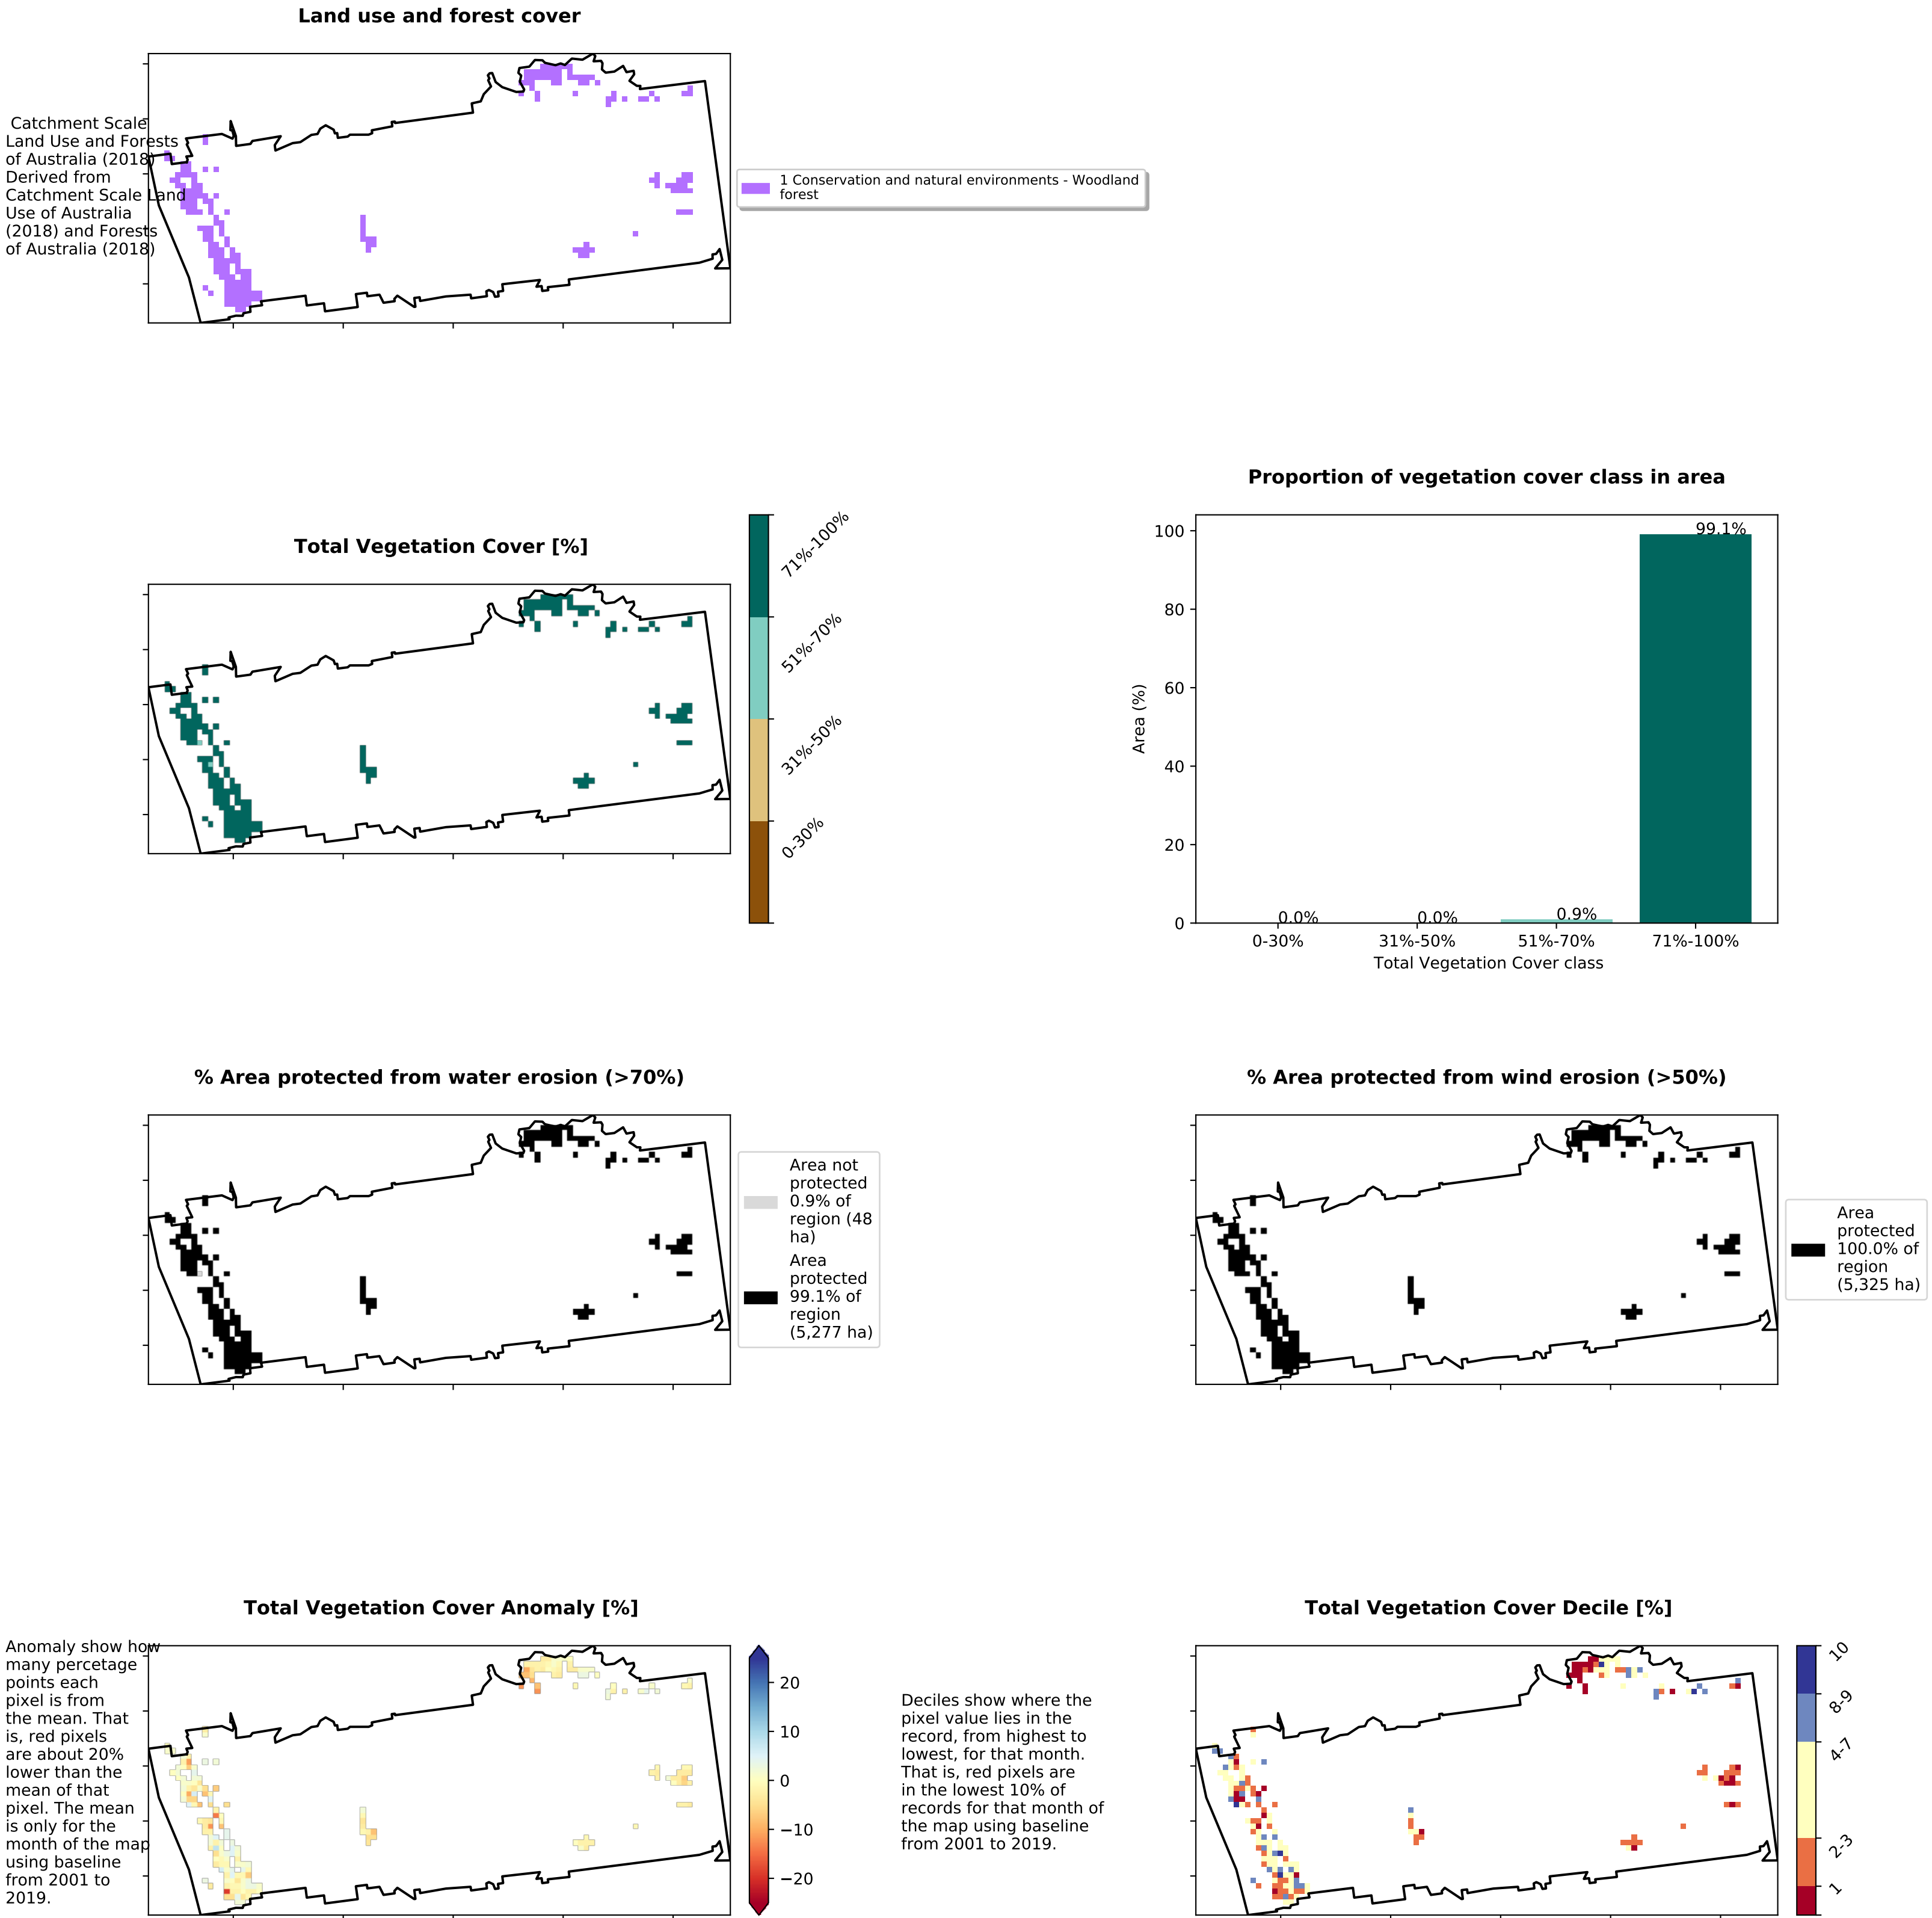 Land use and forest cover
Catchment Scale
Land Use and Forests
of Australia (2018)
Derived from
Catchment Scale Land
Use of Australia
(2018) and Forests
of Australia (2018)
1 Conservation and natural environments - Woodland
forest
Total Vegetation Cover [%]
71%-100%
51%-70%
31%-50%
0-30%
Proportion of vegetation cover class in area
Area (%)
100
80
60
40
20
0
0.0%
0.0%
0.9%
99.1%
0-30%
31%-50%
51%-70%
71%-100%
Total Vegetation Cover class
% Area protected from water erosion (>70%)
Area not
protected
0.9% of
region (48
ha)
Area
protected
99.1% of
region
(5,277 ha)
% Area protected from wind erosion (>50%)
Area
protected
100.0% of
region
(5,325 ha)
Total Vegetation Cover Anomaly [%]
Anomaly show how
many percetage
points each
pixel is from
the mean. That
is, red pixels
are about 20%
lower than the
mean of that
pixel. The mean
is only for the
month of the map
using baseline
from 2001 to
2019.
20
10
0
−10
−20
Deciles show where the
pixel value lies in the
record, from highest to
lowest, for that month.
That is, red pixels are
in the lowest 10% of
records for that month of
the map using baseline
from 2001 to 2019.
Total Vegetation Cover Decile [%]
10
8-9
4-7
2-3
1